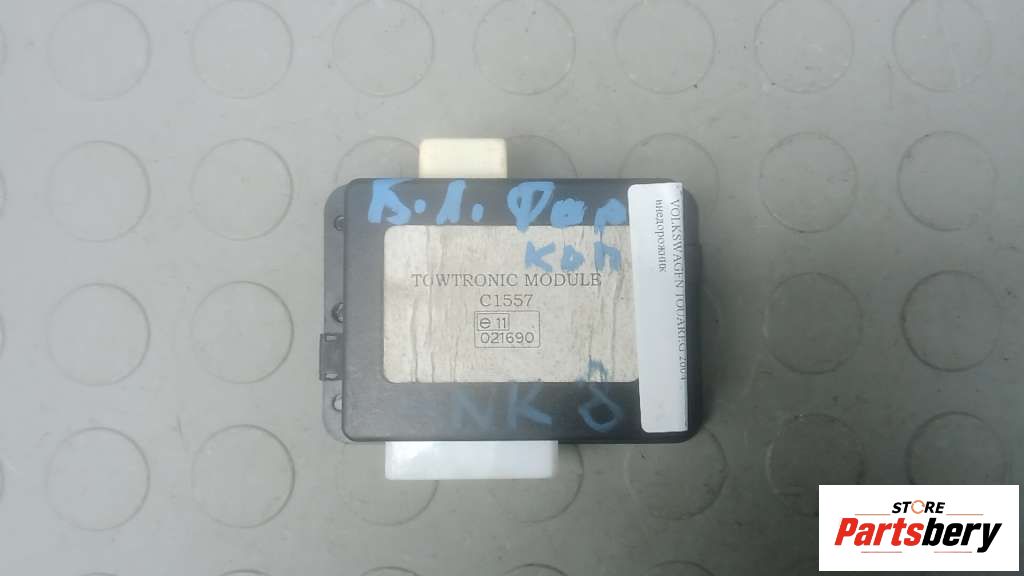 В.Л. Фар
коп
TOWTRONIC MODULE
C1557
e 11
021690
NK 8
VOLKSWAGEN TOUAREG 2004
внедорожник
STORE
Partsbery